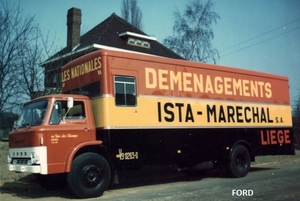 LES NATIONALES
DEMENAGEMENTS
ISTA-MARECHAL S.A
LIEGE
FORD